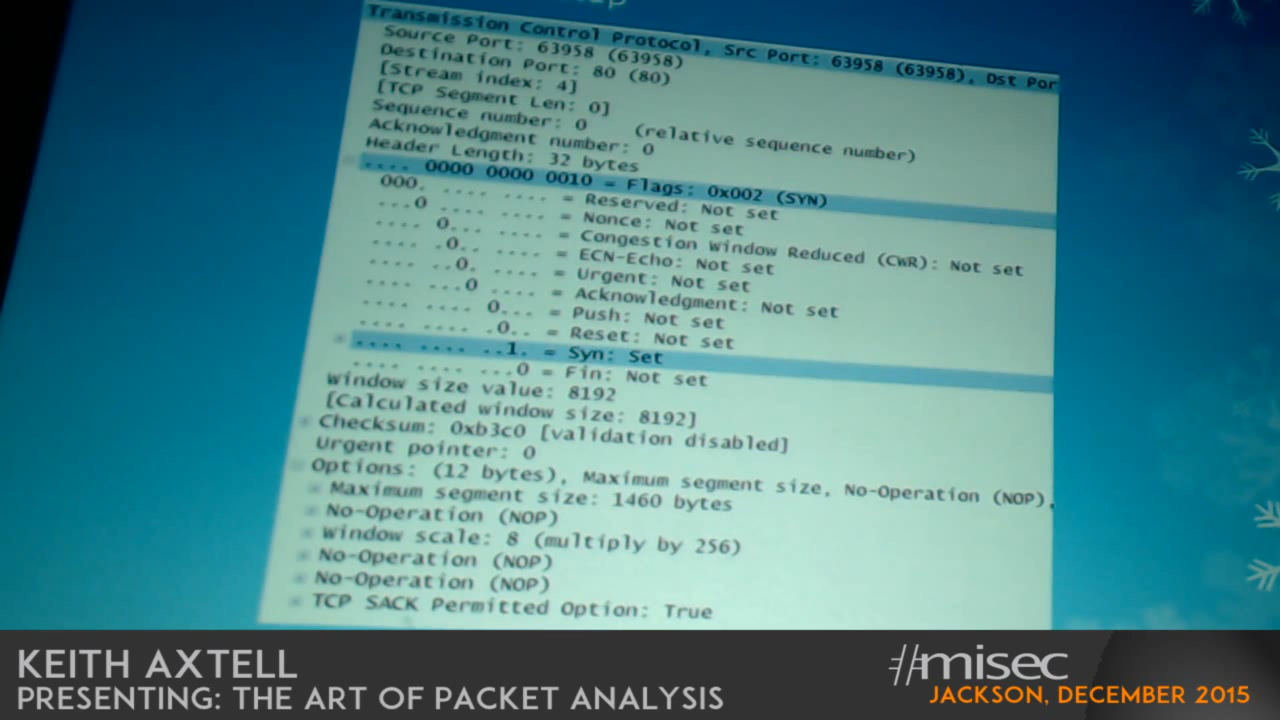 Transmission Control Protocol, Src Port: 63958 (63958), Dst Por
Source Port: 63958 (63958)
Destination Port: 80 (80)
[Stream index: 4]
[TCP Segment Len: 0]
Sequence number: 0 (relative sequence number)
Acknowledgment number: 0
Header Length: 32 bytes
.... 0000 0000 0010 = Flags: 0x002 (SYN)
000. .... .... = Reserved: Not set
...0 .... .... = Nonce: Not set
.... 0... .... = Congestion Window Reduced (CWR): Not set
.... .0.. .... = ECN-Echo: Not set
.... ..0. .... = Urgent: Not set
.... ...0 .... = Acknowledgment: Not set
.... .... 0... = Push: Not set
.... .... .0.. = Reset: Not set
.... .... ..1. = Syn: Set
.... .... ...0 = Fin: Not set
Window size value: 8192
[Calculated window size: 8192]
Checksum: 0xb3c0 [validation disabled]
Urgent pointer: 0
Options: (12 bytes), Maximum segment size, No-Operation (NOP),
Maximum segment size: 1460 bytes
No-Operation (NOP)
Window scale: 8 (multiply by 256)
No-Operation (NOP)
No-Operation (NOP)
TCP SACK Permitted Option: True
KEITH AXTELL
PRESENTING: THE ART OF PACKET ANALYSIS
#misec
JACKSON, DECEMBER 2015